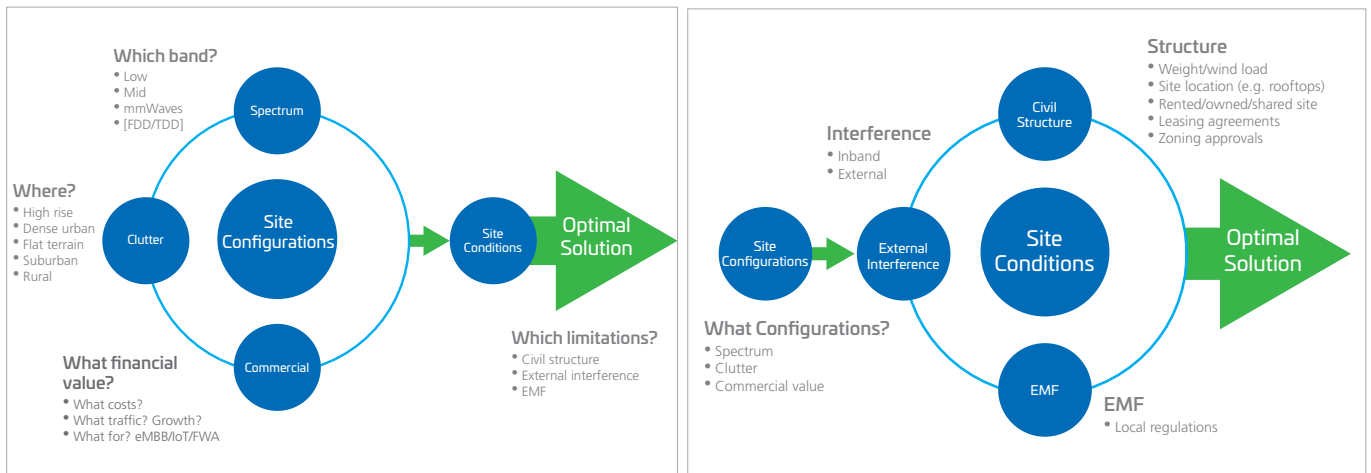 Which band?
• Low
• Mid
• mmWaves
• [FDD/TDD]
Spectrum
Where?
• High rise
• Dense urban
• Flat terrain
• Suburban
• Rural
Clutter
Site
Configurations
Site
Conditions
Optimal
Solution
What financial
value?
• What costs?
• What traffic? Growth?
• What for? eMBB/IoT/FWA
Commercial
Which limitations?
• Civil structure
• External interference
• EMF
Structure
• Weight/wind load
• Site location (e.g. rooftops)
• Rented/owned/shared site
• Leasing agreements
• Zoning approvals
Civil
Structure
Interference
• Inband
• External
Site
Configurations
External
Interference
Site
Conditions
Optimal
Solution
What Configurations?
• Spectrum
• Clutter
• Commercial value
EMF
EMF
• Local regulations